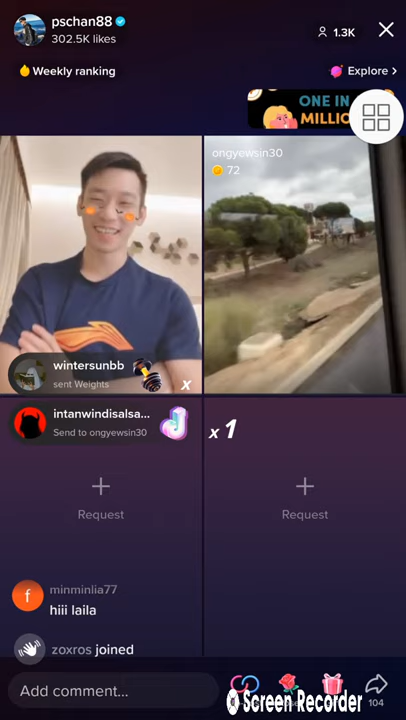 pschan88
302.5K likes
1.3K
Weekly ranking
Explore
ONE IN
MILLIO
ongyewsin30
72
wintersunbb
sent Weights
x
intanwindisalsa...
Send to ongyewsin30
x 1
Request
Request
minminlia77
f
hiii laila
zoxros joined
Add comment...
Screen Recorder
104